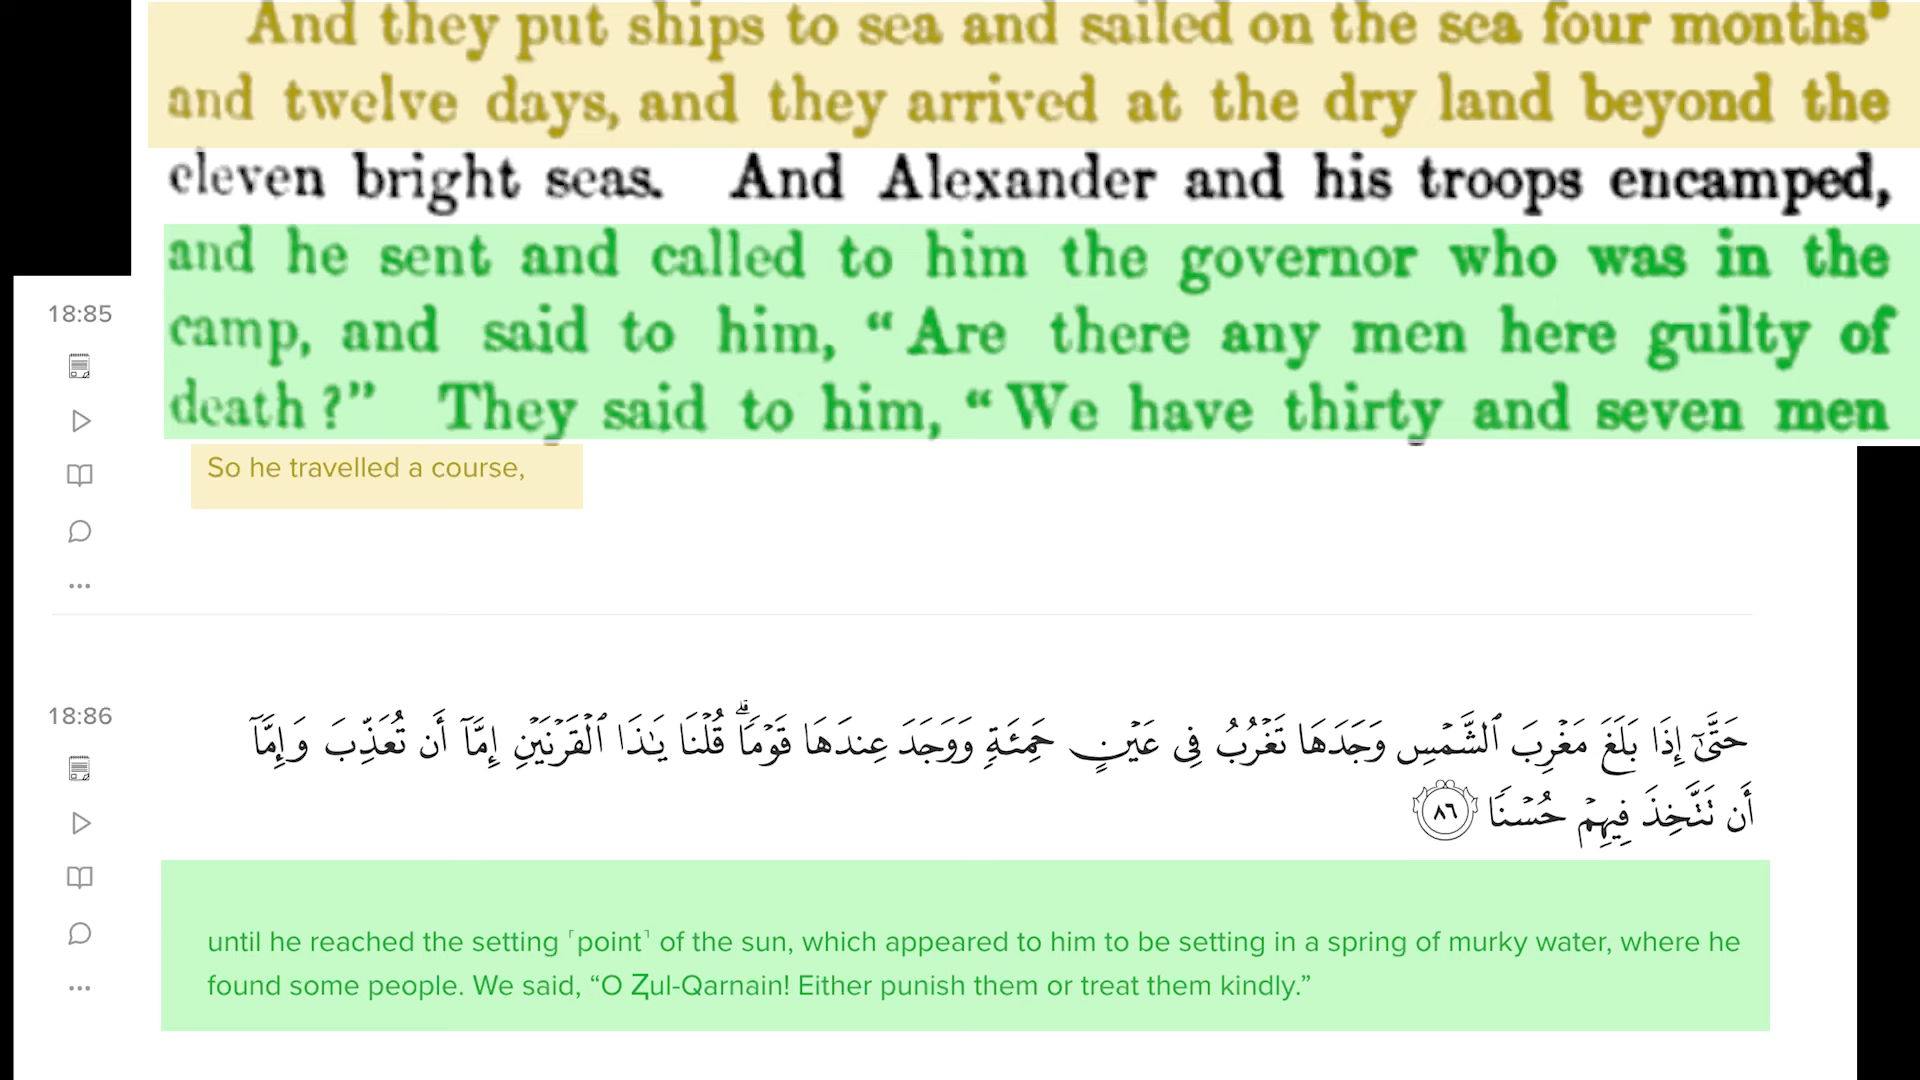 And they put ships to sea and sailed on the sea four months
and twelve days, and they arrived at the dry land beyond the
eleven bright seas. And Alexander and his troops encamped,
and he sent and called to him the governor who was in the
camp, and said to him, “Are there any men here guilty of
death?” They said to him, “We have thirty and seven men
18:85
So he travelled a course,
18:86
حَتَّىٰٓ إِذَا بَلَغَ مَغْرِبَ ٱلشَّمْسِ وَجَدَهَا تَغْرُبُ فِى عَيْنٍ حَمِئَةٍ وَوَجَدَ عِندَهَا قَوْمًا ۗ قُلْنَا يَـٰذَا ٱلْقَرْنَيْنِ إِمَّآ أَن تُعَذِّبَ وَإِمَّآ
أَن تَتَّخِذَ فِيهِمْ حُسْنًا ٨٦
until he reached the setting ˹point˺ of the sun, which appeared to him to be setting in a spring of murky water, where he
found some people. We said, “O Ⱬul-Qarnain! Either punish them or treat them kindly.”